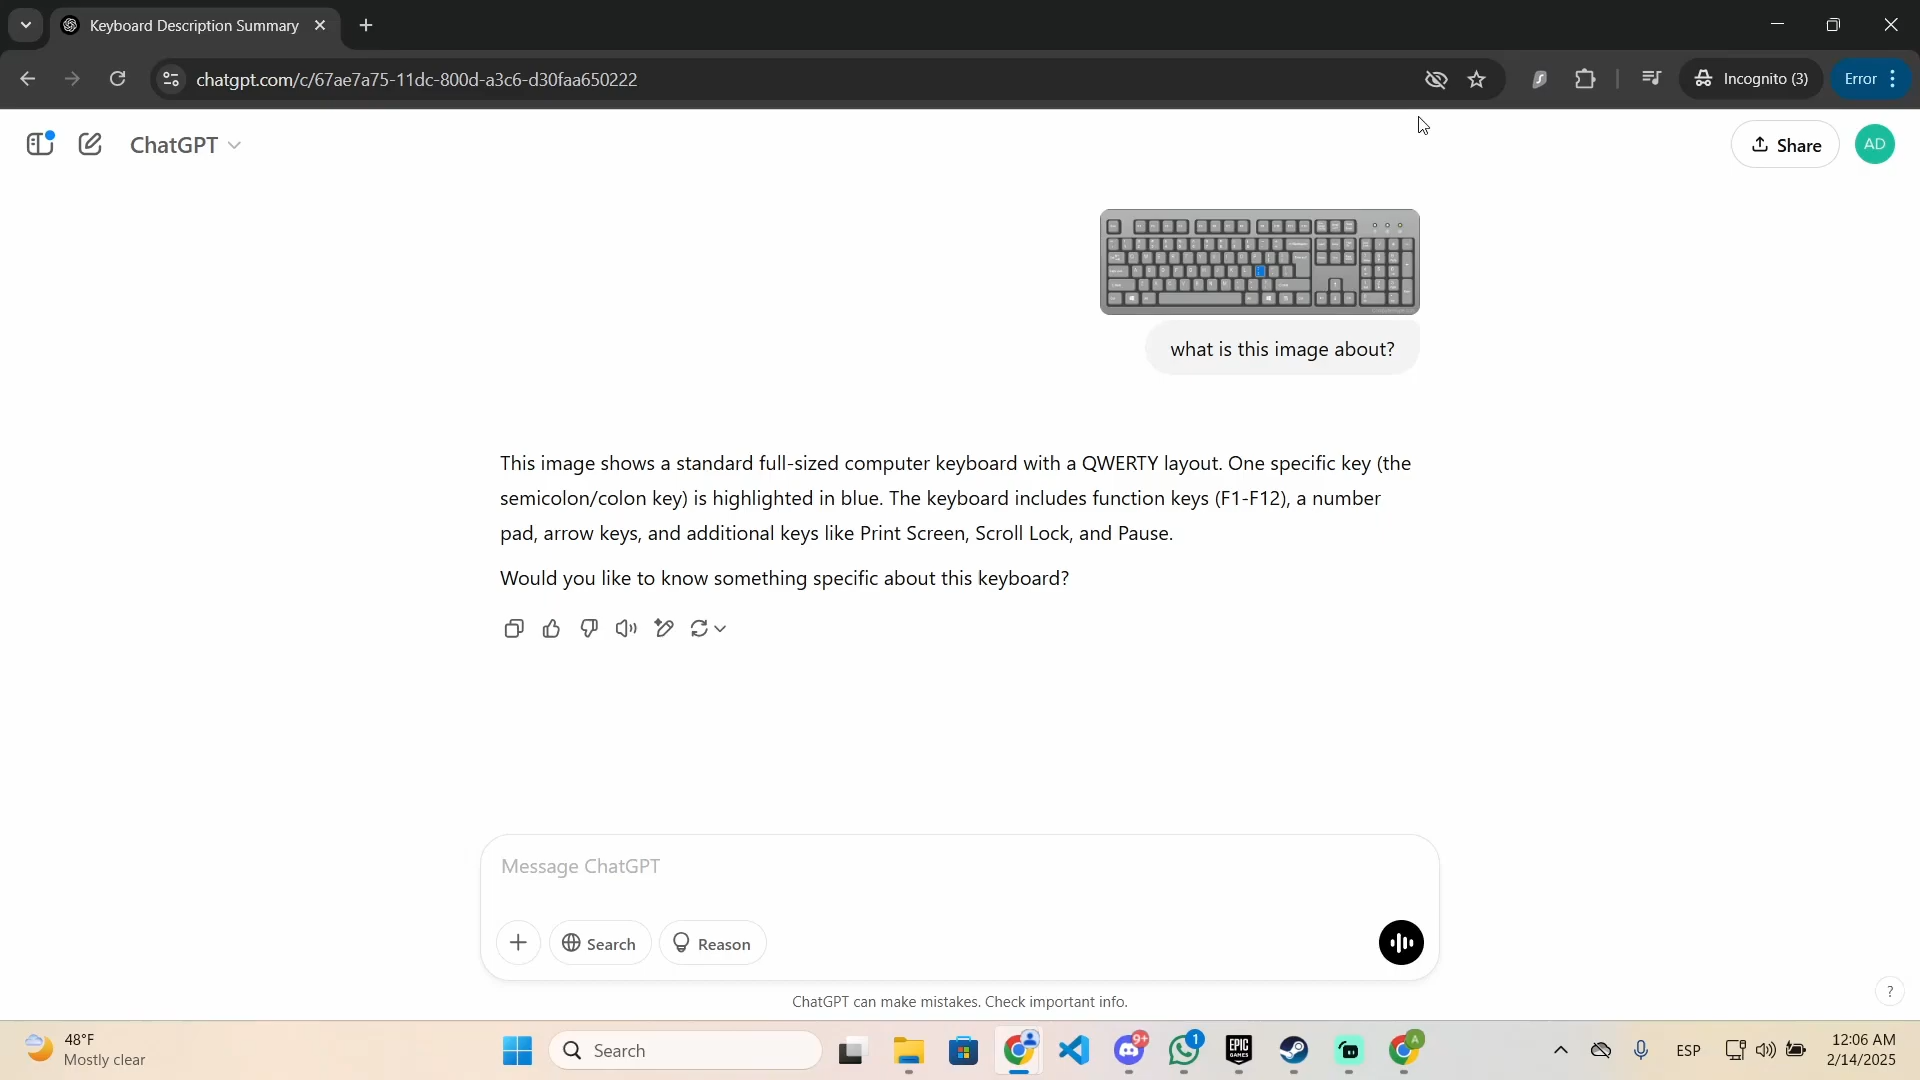 Keyboard Description Summary
chatgpt.com/c/67ae7a75-11dc-800d-a3c6-d30faa650222
Incognito (3)
Error
ChatGPT
Share
AD
what is this image about?
This image shows a standard full-sized computer keyboard with a QWERTY layout. One specific key (the
semicolon/colon key) is highlighted in blue. The keyboard includes function keys (F1-F12), a number
pad, arrow keys, and additional keys like Print Screen, Scroll Lock, and Pause.
Would you like to know something specific about this keyboard?
Message ChatGPT
Search
Reason
ChatGPT can make mistakes. Check important info.
?
48°F
Mostly clear
Search
9+
1
EPIC
GAMES
A
ESP
12:06 AM
2/14/2025